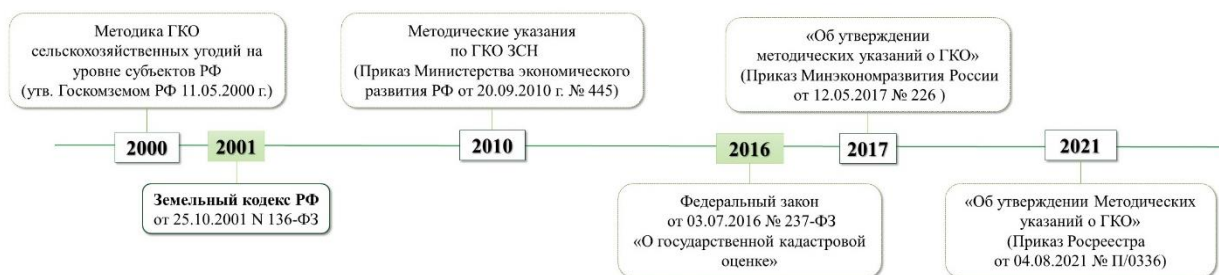 Методика ГКО
сельскохозяйственных угодий на
уровне субъектов РФ
(утв. Госкомземом РФ 11.05.2000 г.)
Методические указания
по ГКО ЗСН
(Приказ Министерства экономического
развития РФ от 20.09.2010 г. № 445)
«Об утверждении
методических указаний о ГКО»
(Приказ Минэкономразвития России
от 12.05.2017 № 226 )
2000
2001
2010
2016
2017
2021
Земельный кодекс РФ
от 25.10.2001 N 136-ФЗ
Федеральный закон
от 03.07.2016 № 237-ФЗ
«О государственной кадастровой
оценке»
«Об утверждении Методических
указаний о ГКО»
(Приказ Росреестра
от 04.08.2021 № П/0336)